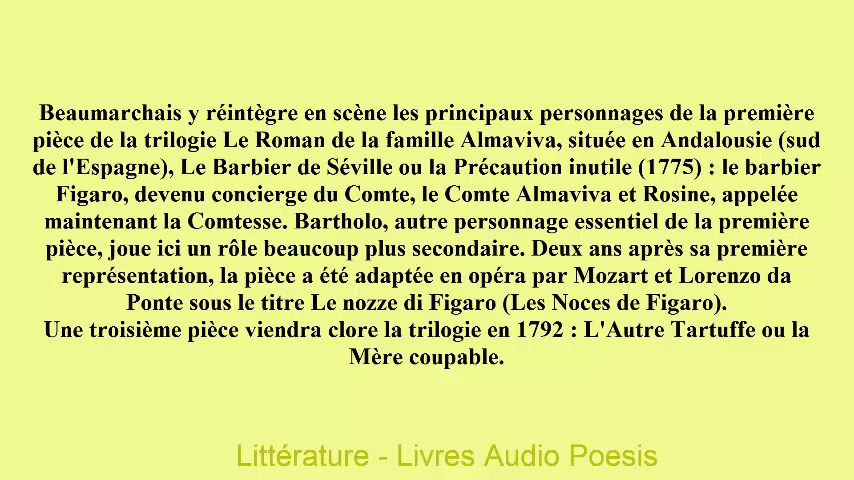 Beaumarchais y réintègre en scène les principaux personnages de la première
pièce de la trilogie Le Roman de la famille Almaviva, située en Andalousie (sud
de l'Espagne), Le Barbier de Séville ou la Précaution inutile (1775) : le barbier
Figaro, devenu concierge du Comte, le Comte Almaviva et Rosine, appelée
maintenant la Comtesse. Bartholo, autre personnage essentiel de la première
pièce, joue ici un rôle beaucoup plus secondaire. Deux ans après sa première
représentation, la pièce a été adaptée en opéra par Mozart et Lorenzo da
Ponte sous le titre Le nozze di Figaro (Les Noces de Figaro).
Une troisième pièce viendra clore la trilogie en 1792 : L'Autre Tartuffe ou la
Mère coupable.
Littérature - Livres Audio Poesis